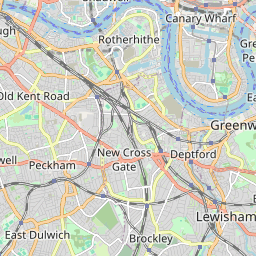 Canary Wharf
Rotherhithe
Old Kent Road
Greenw
New Cross
Gate
Deptford
Peckham
Lewisham
East Dulwich
Brockley